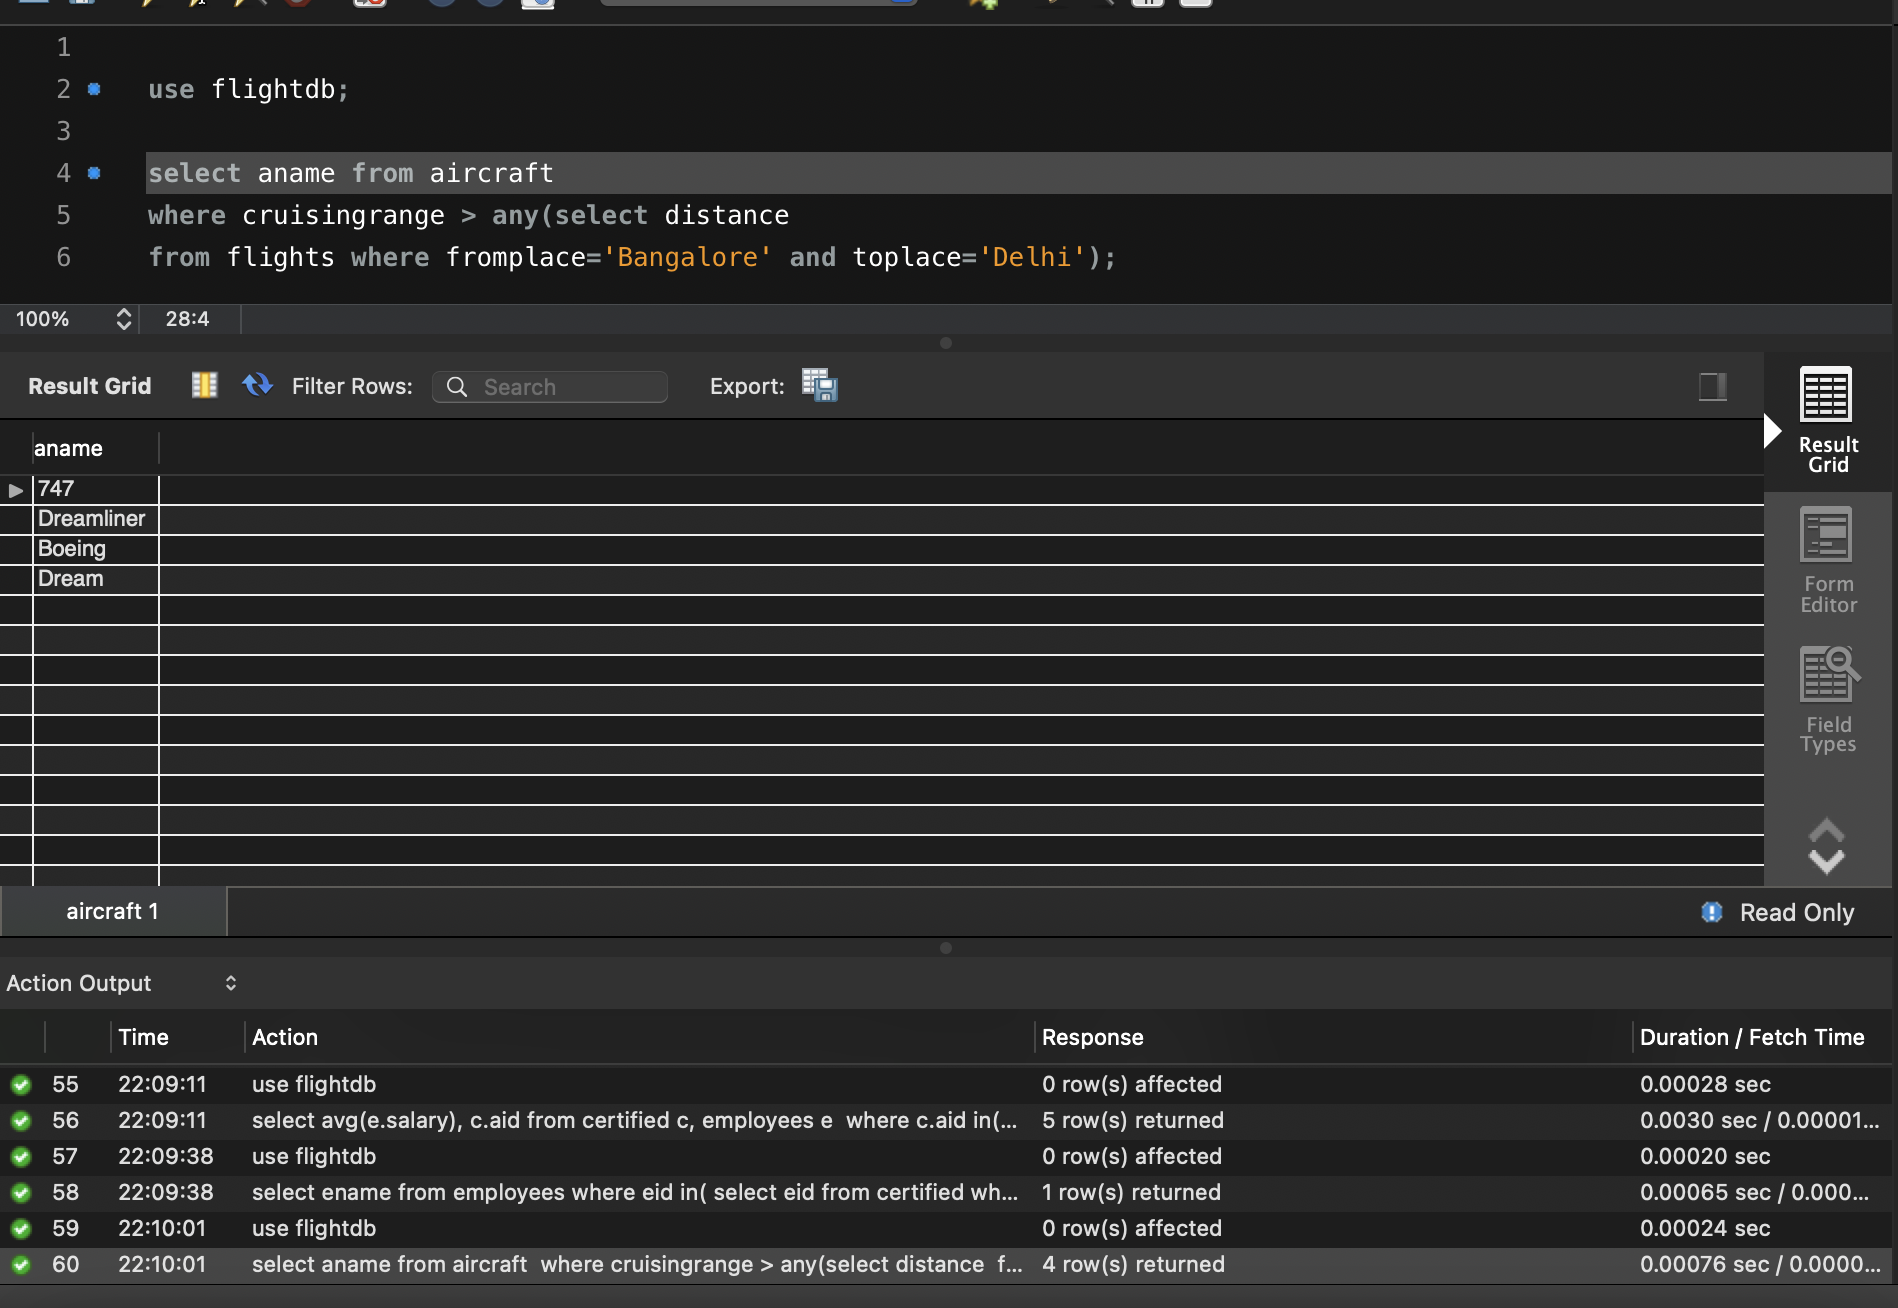 1
2 use flightdb;
3
4 select aname from aircraft
5 where cruisingrange > any(select distance
6 from flights where fromplace='Bangalore' and toplace='Delhi');
100% 28:4
Result Grid Filter Rows: Search Export:
Result
Grid
aname
747
Dreamliner
Boeing
Dream
Form
Editor
Field
Types
aircraft 1 Read Only
Action Output
Time Action Response Duration / Fetch Time
55 22:09:11 use flightdb 0 row(s) affected 0.00028 sec
56 22:09:11 select avg(e.salary), c.aid from certified c, employees e  where c.aid in(... 5 row(s) returned 0.0030 sec / 0.00001...
57 22:09:38 use flightdb 0 row(s) affected 0.00020 sec
58 22:09:38 select ename from employees where eid in( select eid from certified wh... 1 row(s) returned 0.00065 sec / 0.000...
59 22:10:01 use flightdb 0 row(s) affected 0.00024 sec
60 22:10:01 select aname from aircraft  where cruisingrange > any(select distance  f... 4 row(s) returned 0.00076 sec / 0.0000...